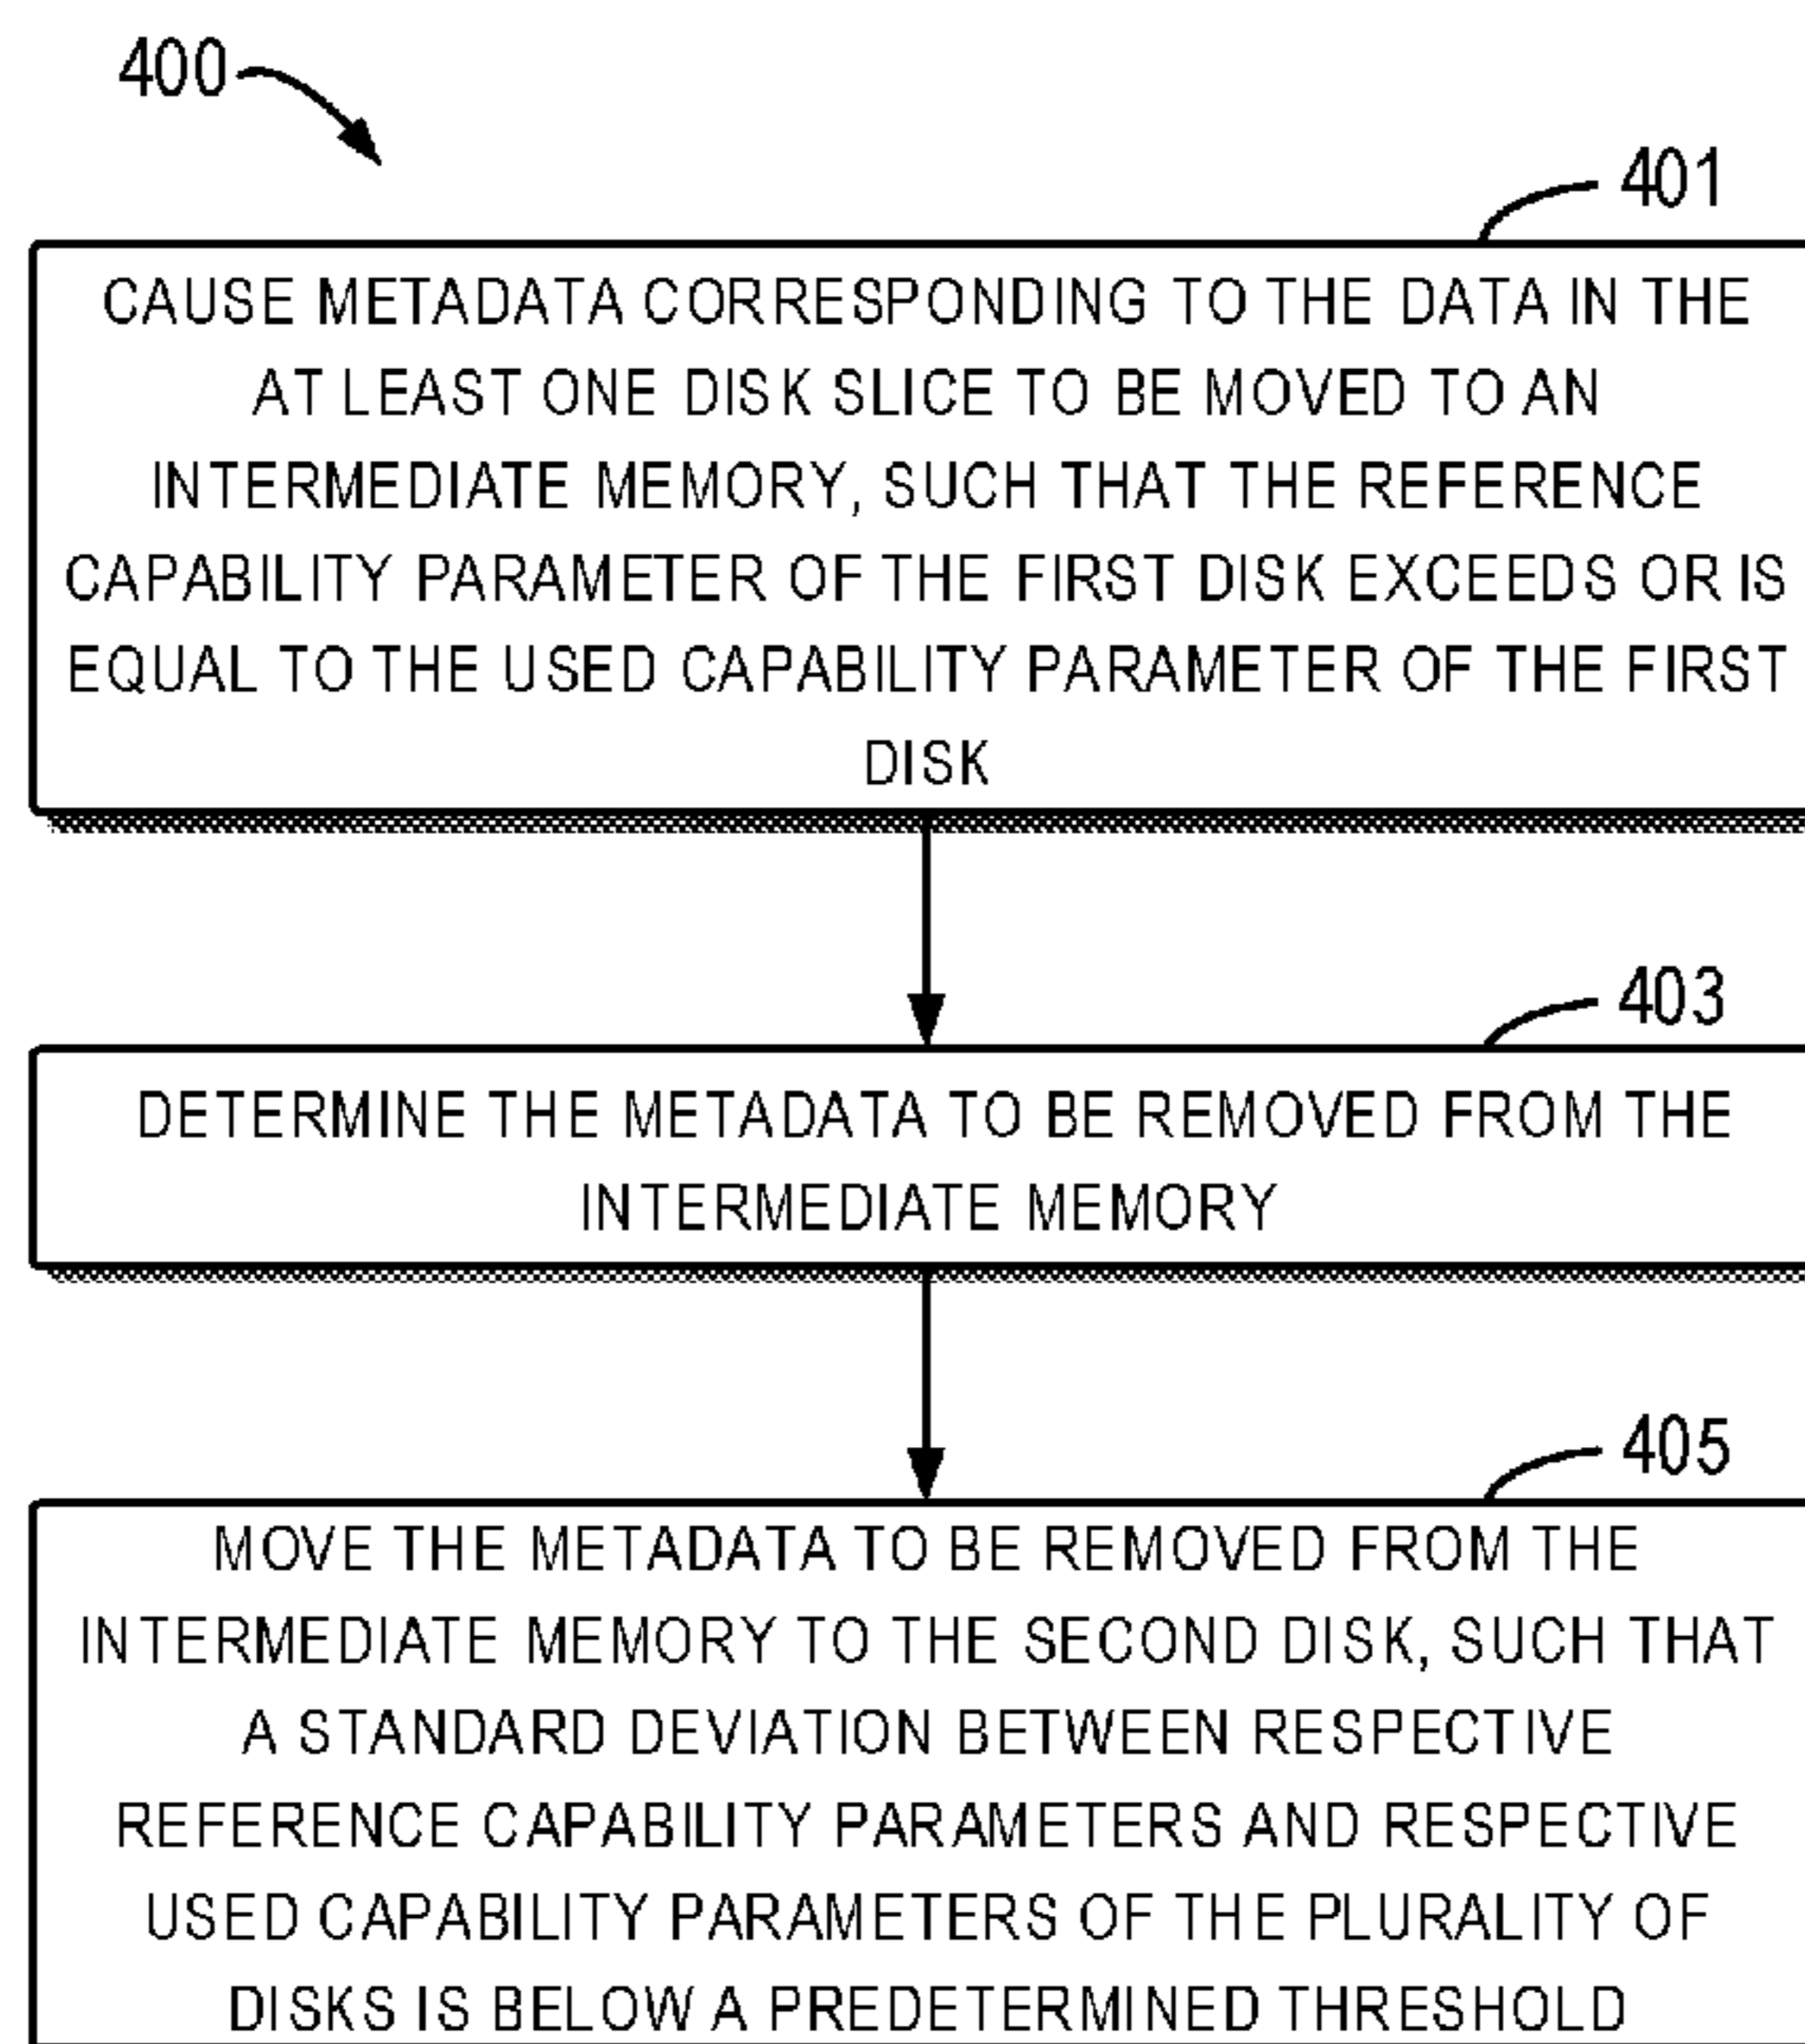 400
401
CAUSE METADATA CORRESPONDING TO THE DATA IN THE
AT LEAST ONE DISK SLICE TO BE MOVED TO AN
INTERMEDIATE MEMORY, SUCH THAT THE REFERENCE
CAPABILITY PARAMETER OF THE FIRST DISK EXCEEDS OR IS
EQUAL TO THE USED CAPABILITY PARAMETER OF THE FIRST
DISK
403
DETERMINE THE METADATA TO BE REMOVED FROM THE
INTERMEDIATE MEMORY
405
MOVE THE METADATA TO BE REMOVED FROM THE
INTERMEDIATE MEMORY TO THE SECOND DISK, SUCH THAT
A STANDARD DEVIATION BETWEEN RESPECTIVE
REFERENCE CAPABILITY PARAMETERS AND RESPECTIVE
USED CAPABILITY PARAMETERS OF THE PLURALITY OF
DISKS IS BELOW A PREDETERMINED THRESHOLD